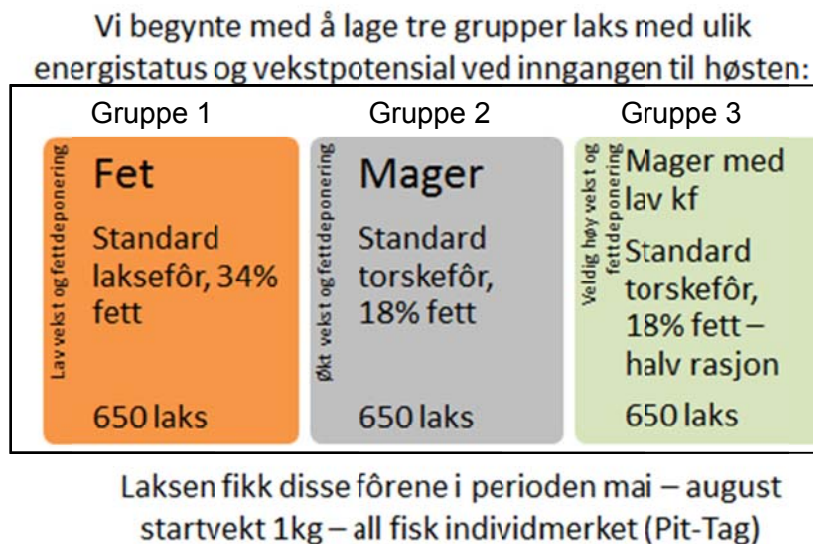 Vi begynte med å lage tre grupper laks med ulik
energistatus og vekstpotensial ved inngangen til høsten:
Gruppe 1
Lav vekst og fettdeponering
Fet
Standard
laksefôr, 34%
fett
650 laks
Gruppe 2
Økt vekst og fettdeponering
Mager
Standard
torskefôr,
18% fett
650 laks
Gruppe 3
Veldig høy vekst og
fettdeponering
Mager med
lav kf
Standard
torskefôr,
18% fett –
halv rasjon
650 laks
Laksen fikk disse fôrene i perioden mai – august
startvekt 1kg – all fisk individmerket (Pit-Tag)